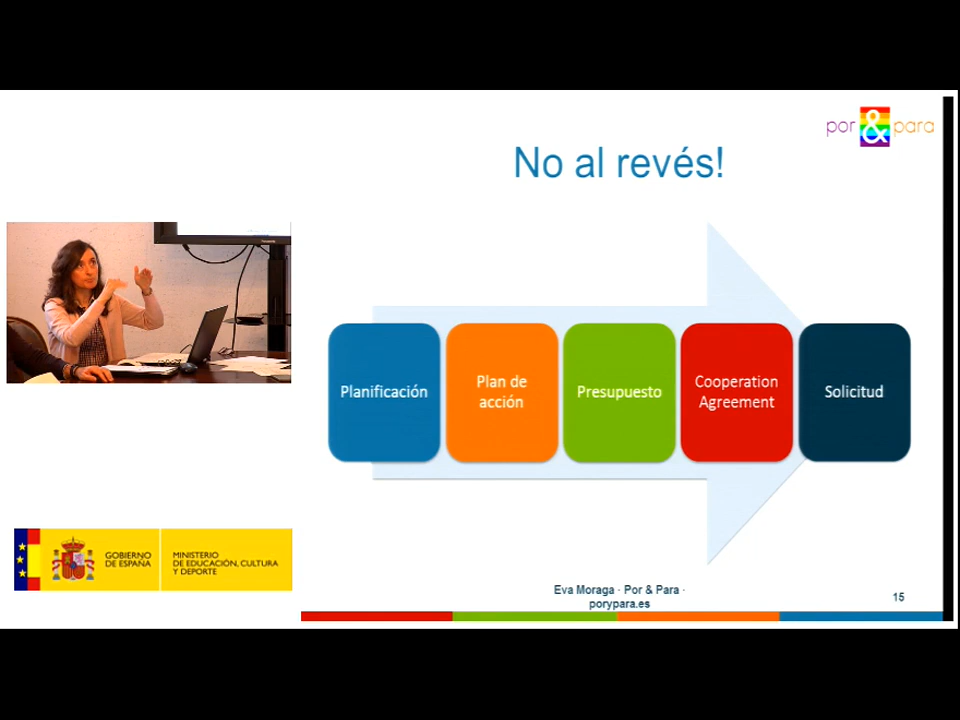 por & para
No al revés!
Planificación
Plan de
acción
Presupuesto
Cooperation
Agreement
Solicitud
GOBIERNO
DE ESPAÑA
MINISTERIO
DE EDUCACIÓN, CULTURA
Y DEPORTE
Eva Moraga · Por & Para ·
porypara.es
15